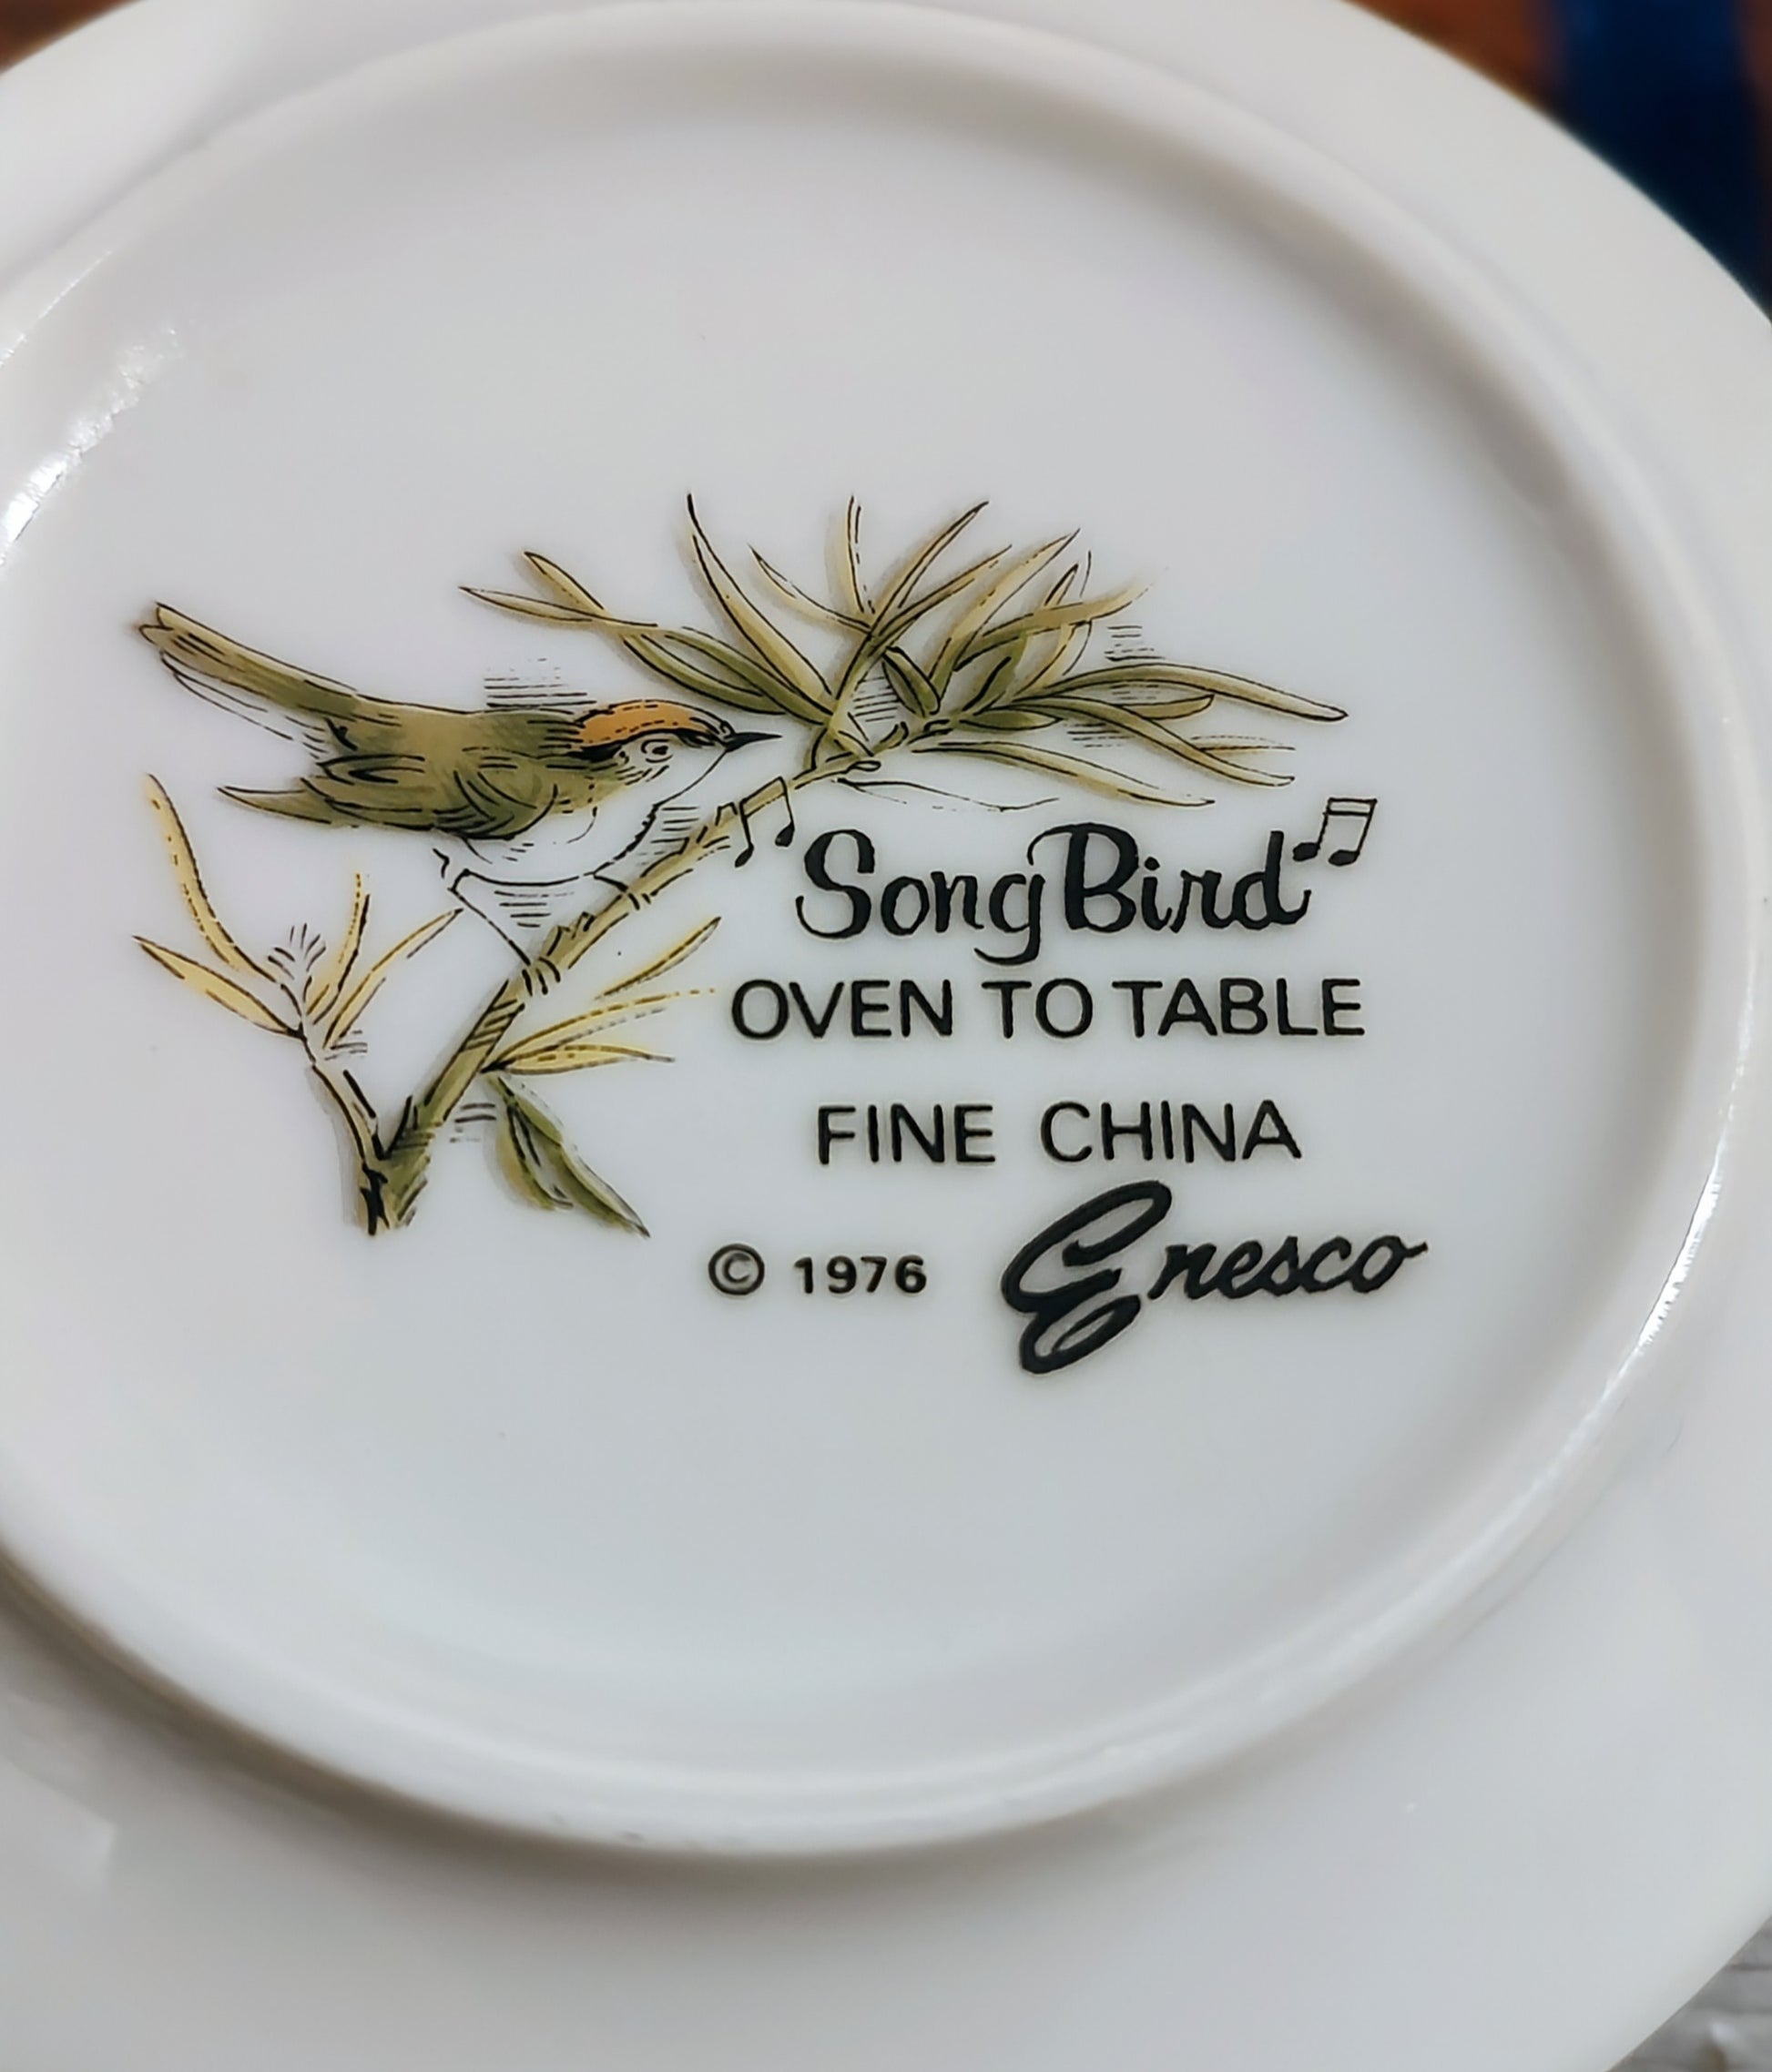 "SongBird"
OVEN TO TABLE
FINE CHINA
© 1976 Enesco